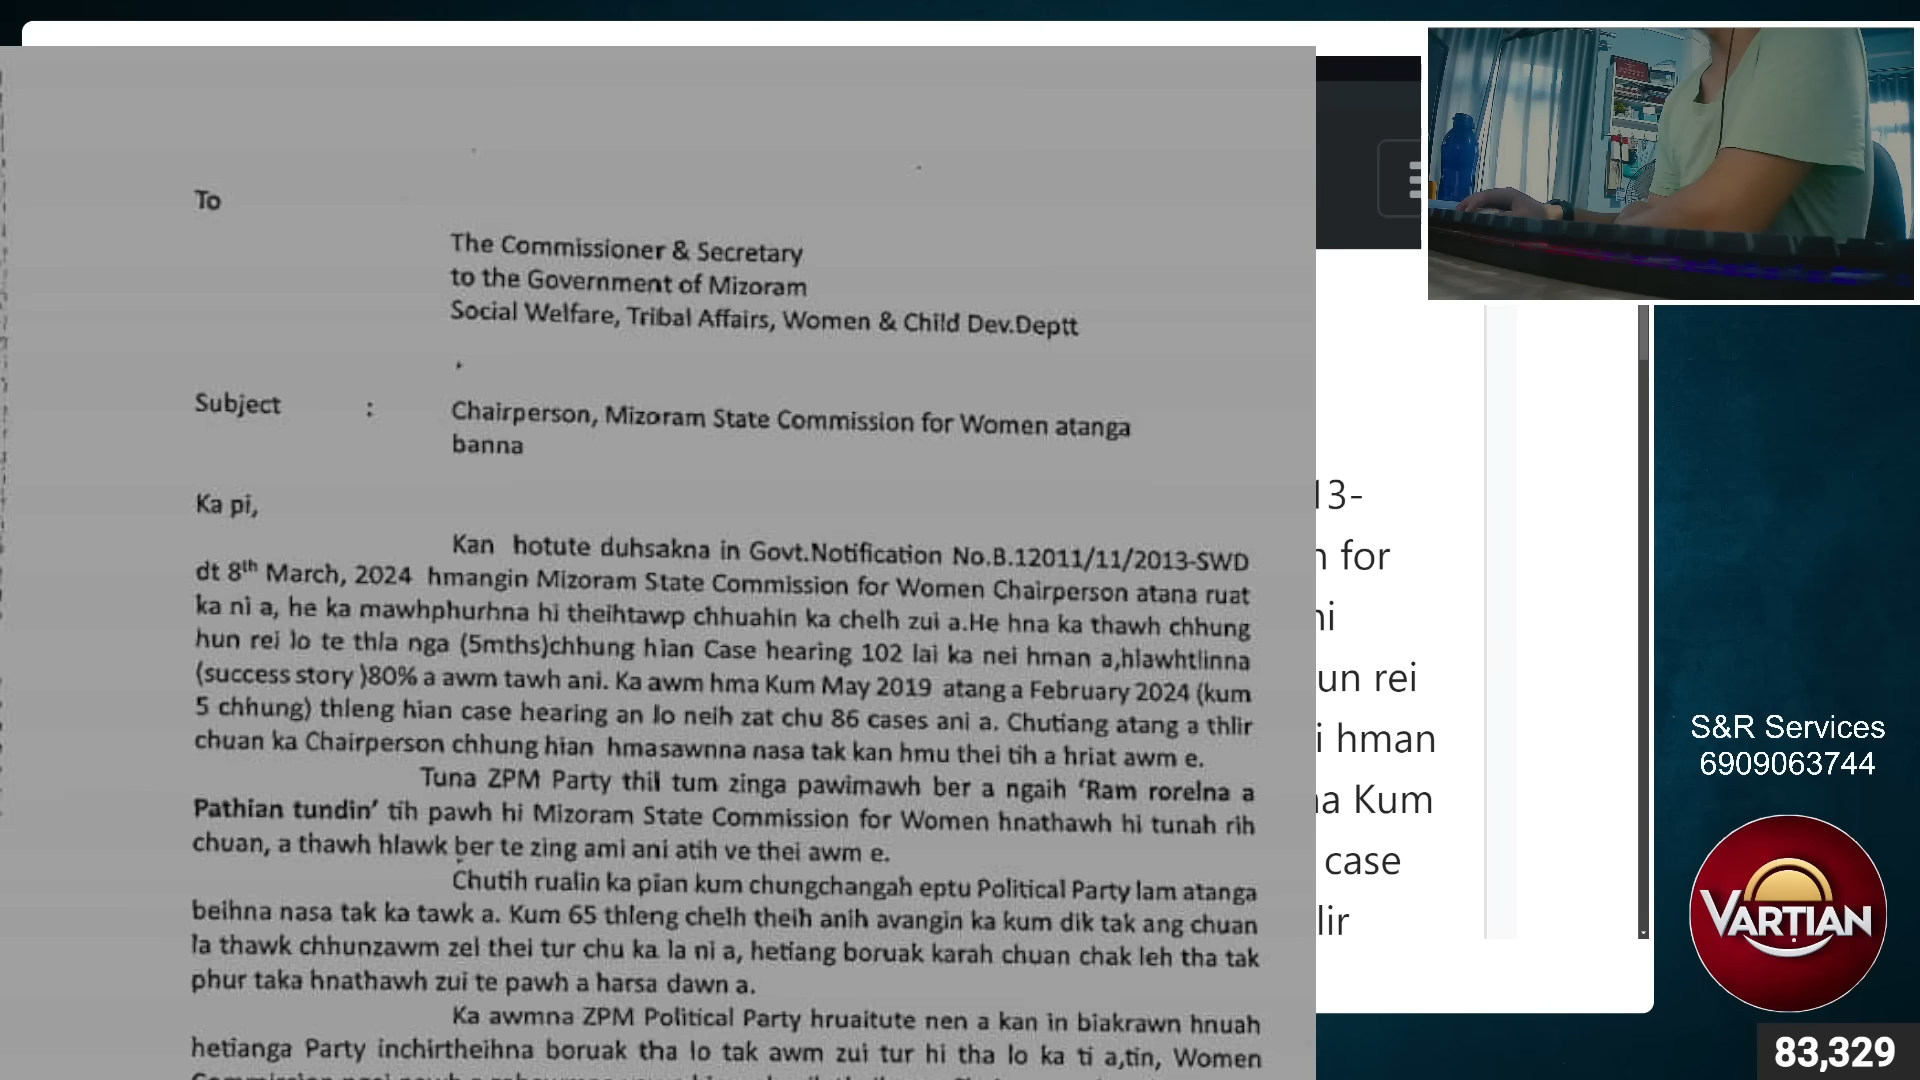 To
The Commissioner & Secretary
to the Government of Mizoram
Social Welfare, Tribal Affairs, Women & Child Dev.Deptt
Subject : Chairperson, Mizoram State Commission for Women atanga
banna
Ka pi,
Kan hotute duhsakna in Govt.Notification No.B.12011/11/2013-SWD
dt 8th March, 2024 hmangin Mizoram State Commission for Women Chairperson atana ruat
ka ni a, he ka mawhphurhna hi theihtawp chhuahin ka chelh zui a.He hna ka thawh chhung
hun rei lo te thla nga (5mths)chhung hian Case hearing 102 lai ka nei hman a,hlawhtlinna
(success story )80% a awm tawh ani. Ka awm hma Kum May 2019 atang a February 2024 (kum
5 chhung) thleng hian case hearing an lo neih zat chu 86 cases ani a. Chutiang atang a thlir
chuan ka Chairperson chhung hian hmasawnna nasa tak kan hmu thei tih a hriat awm e.
Tuna ZPM Party thil tum zinga pawimawh ber a ngaih ‘Ram rorelna a
Pathian tundin’ tih pawh hi Mizoram State Commission for Women hnathawh hi tunah rih
chuan, a thawh hlawk ber te zing ami ani atih ve thei awm e.
Chutih rualin ka pian kum chungchangah eptu Political Party lam atanga
beihna nasa tak ka tawk a. Kum 65 thleng chelh theih anih avangin ka kum dik tak ang chuan
la thawk chhunzawm zel thei tur chu ka la ni a, hetiang boruak karah chuan chak leh tha tak
phur taka hnathawh zui te pawh a harsa dawn a.
Ka awmna ZPM Political Party hruaitute nen a kan in biakrawn hnuah
hetianga Party inchirtheihna boruak tha lo tak awm zui tur hi tha lo ka ti a,tin, Women
13-
n for
ni
un rei
i hman
na Kum
case
lir
S&R Services
6909063744
VARTIAN
83,329